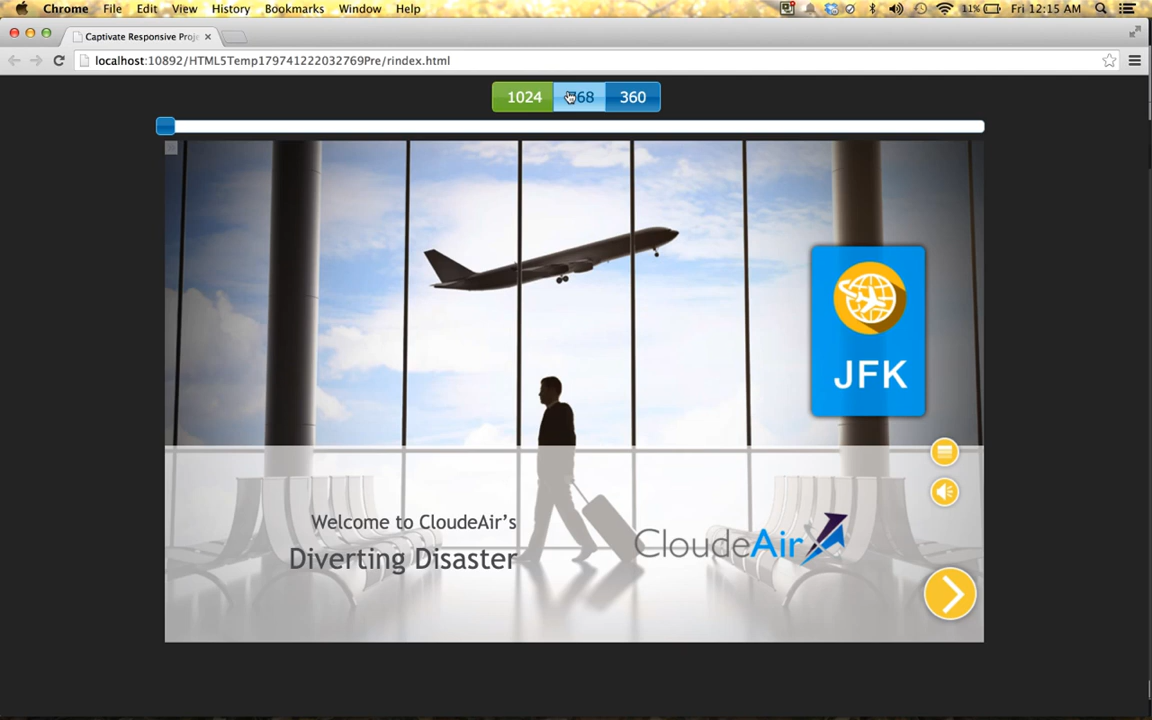 Chrome File Edit View History Bookmarks Window Help 11% Fri 12:15 AM
Captivate Responsive Proje
localhost:10892/HTML5Temp179741222032769Pre/rindex.html
1024 360
JFK
Welcome to CloudeAir's
Diverting Disaster
CloudeAir